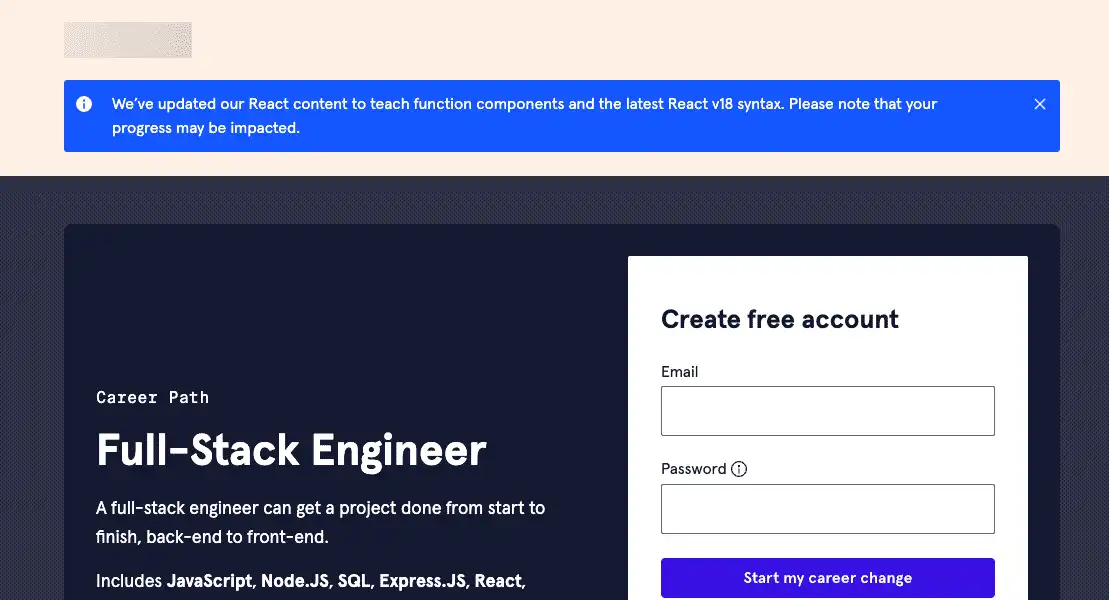 We’ve updated our React content to teach function components and the latest React v18 syntax. Please note that your
progress may be impacted.
Career Path
Full-Stack Engineer
A full-stack engineer can get a project done from start to
finish, back-end to front-end.
Includes JavaScript, Node.JS, SQL, Express.JS, React,
Create free account
Email
Password
Start my career change